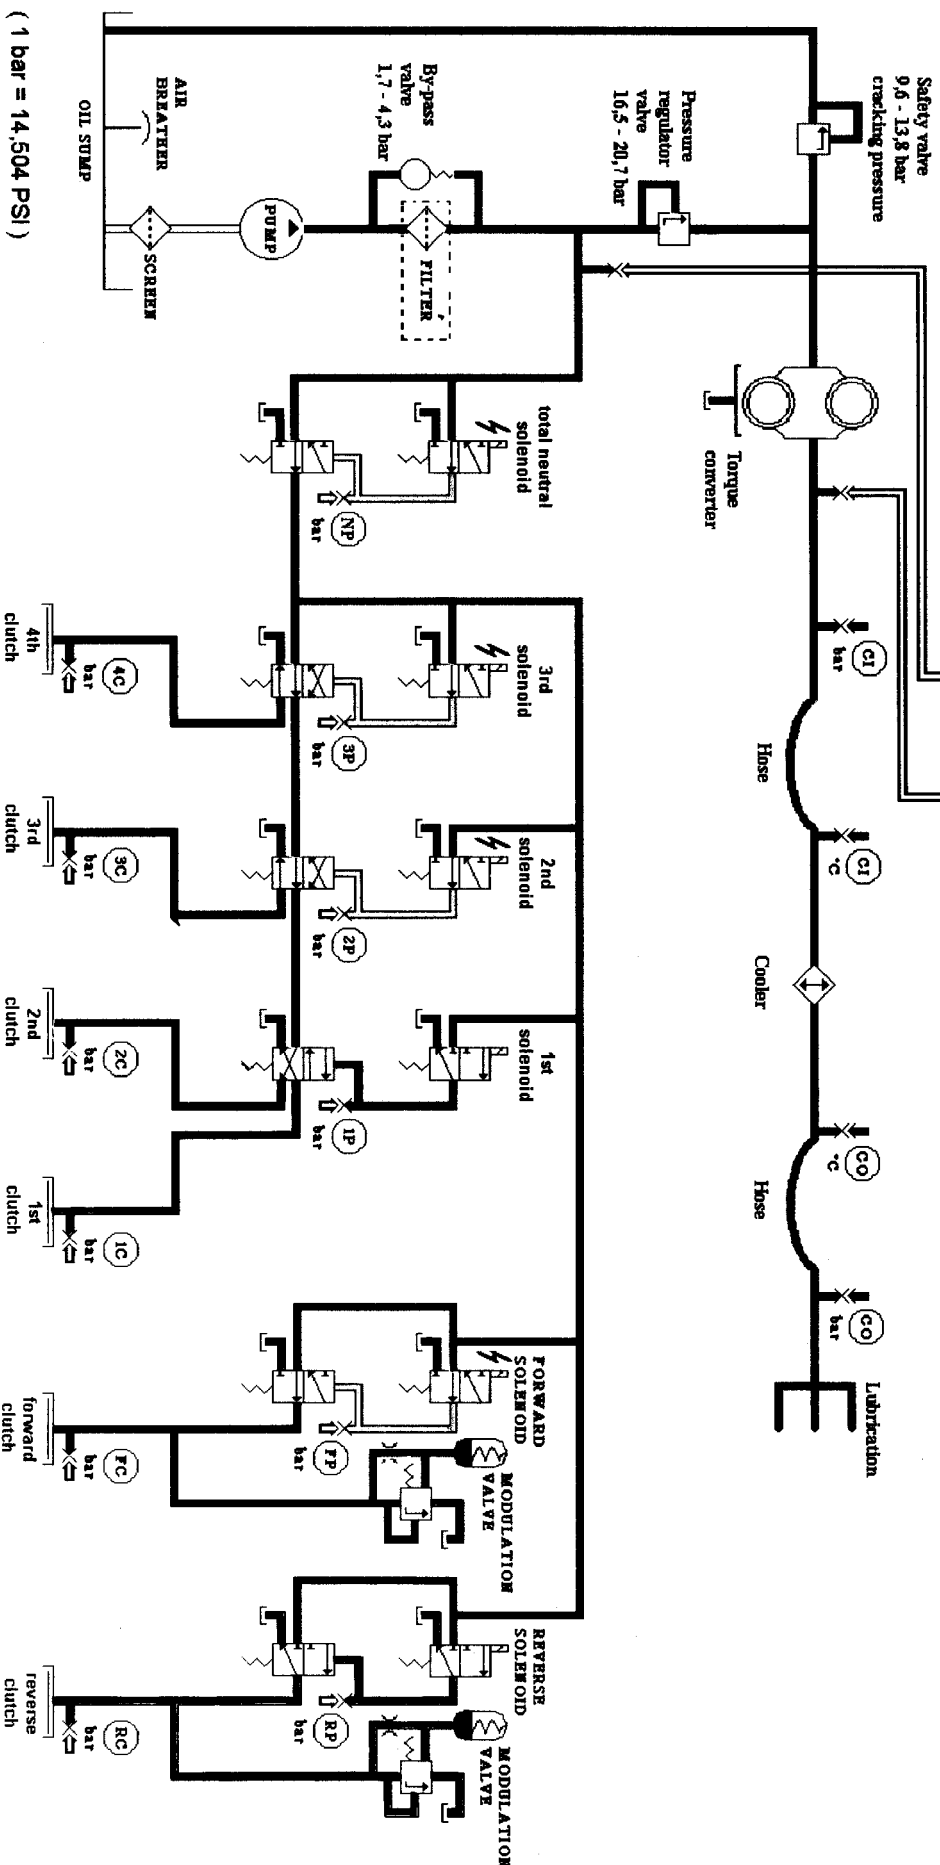 Safety valve
9,6 - 13,8 bar
cracking pressure
Pressure
regulator
valve
16,5 - 20,7 bar
By-pass
valve
1,7 - 4,3 bar
AIR
BREATHER
OIL SUMP
( 1 bar = 14,504 PSI )
SCREEN
PUMP
FILTER
Torque
converter
CI
bar
Hose
CI
°C
Cooler
CO
°C
Hose
CO
bar
Lubrication
total neutral
solenoid
NP
bar
3rd
solenoid
3P
bar
2nd
solenoid
2P
bar
1st
solenoid
1P
bar
FORWARD
SOLENOID
FP
bar
MODULATION
VALVE
REVERSE
SOLENOID
RP
bar
MODULATION
VALVE
4th
clutch
4C
bar
3rd
clutch
3C
bar
2nd
clutch
2C
bar
1st
clutch
1C
bar
forward
clutch
FC
bar
reverse
clutch
RC
bar